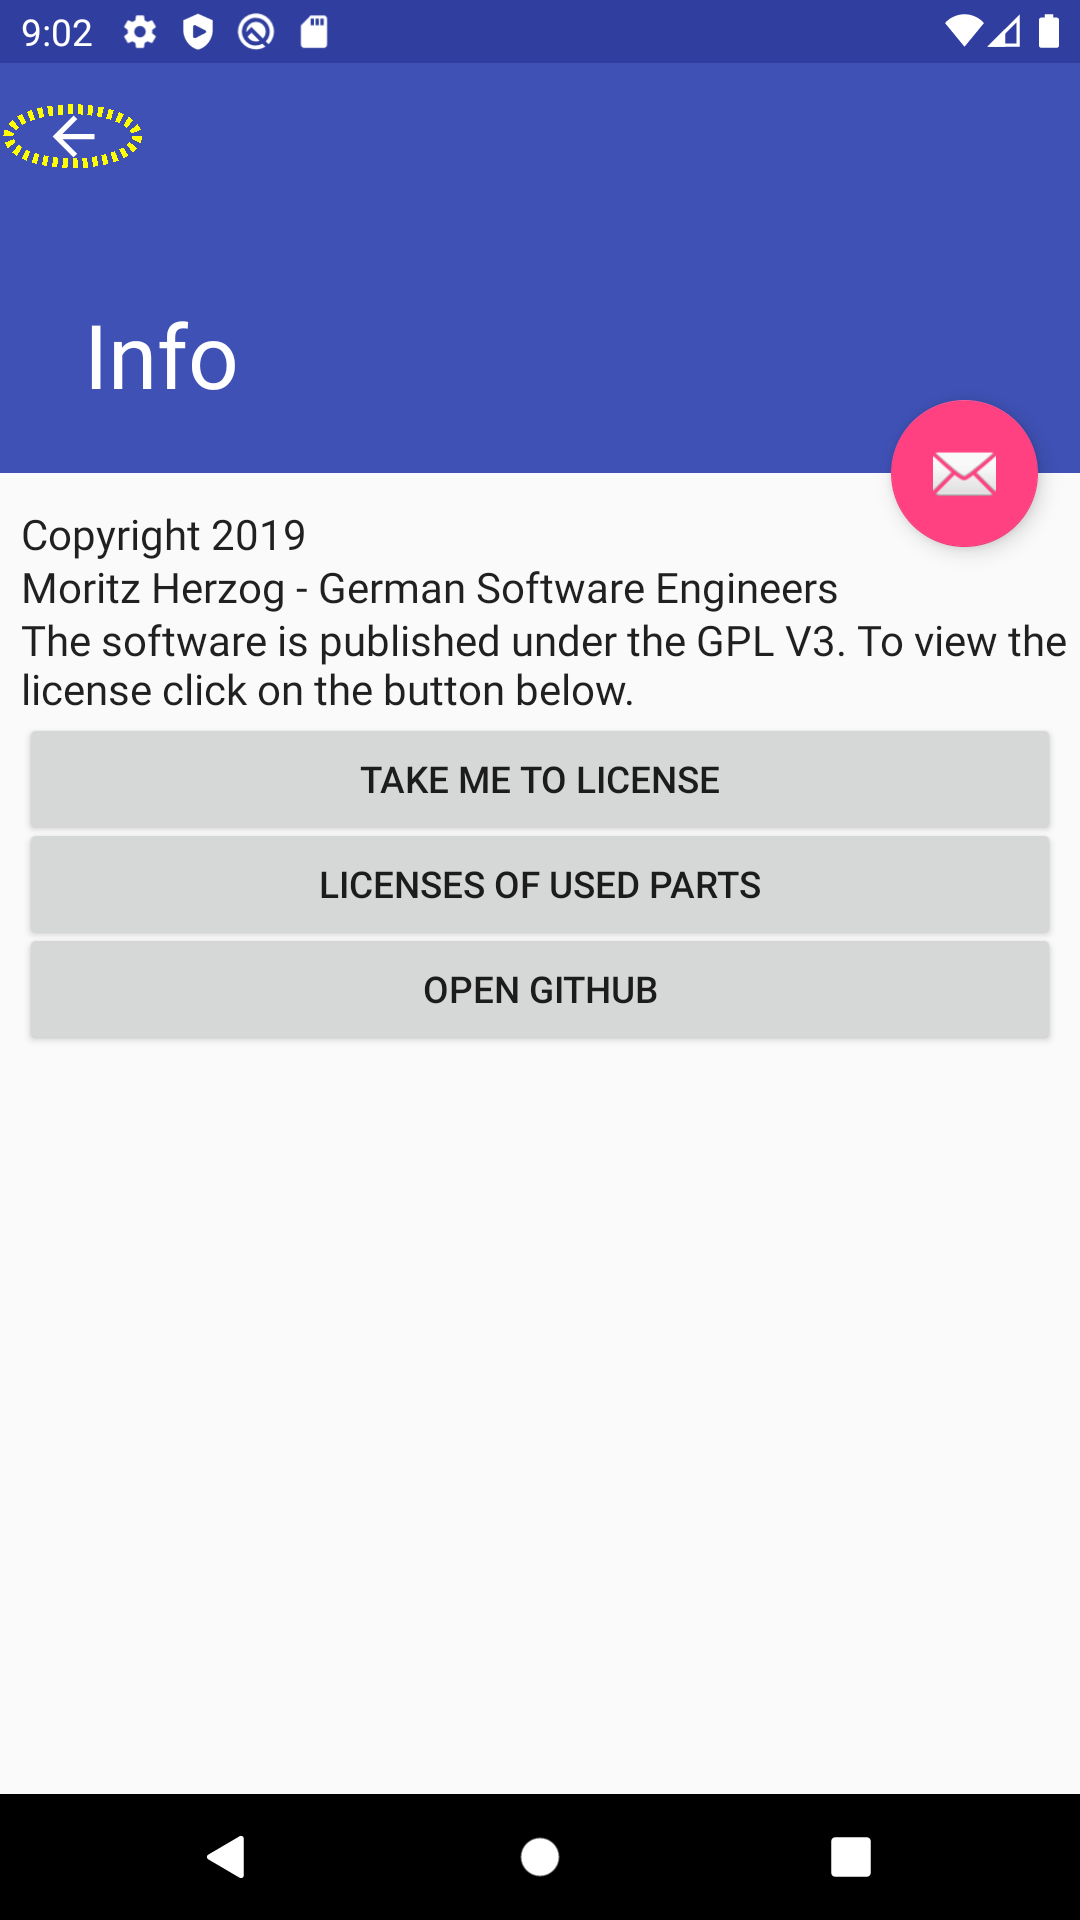 9:02
Info
Copyright 2019
Moritz Herzog - German Software Engineers
The software is published under the GPL V3. To view the
license click on the button below.
TAKE ME TO LICENSE
LICENSES OF USED PARTS
OPEN GITHUB